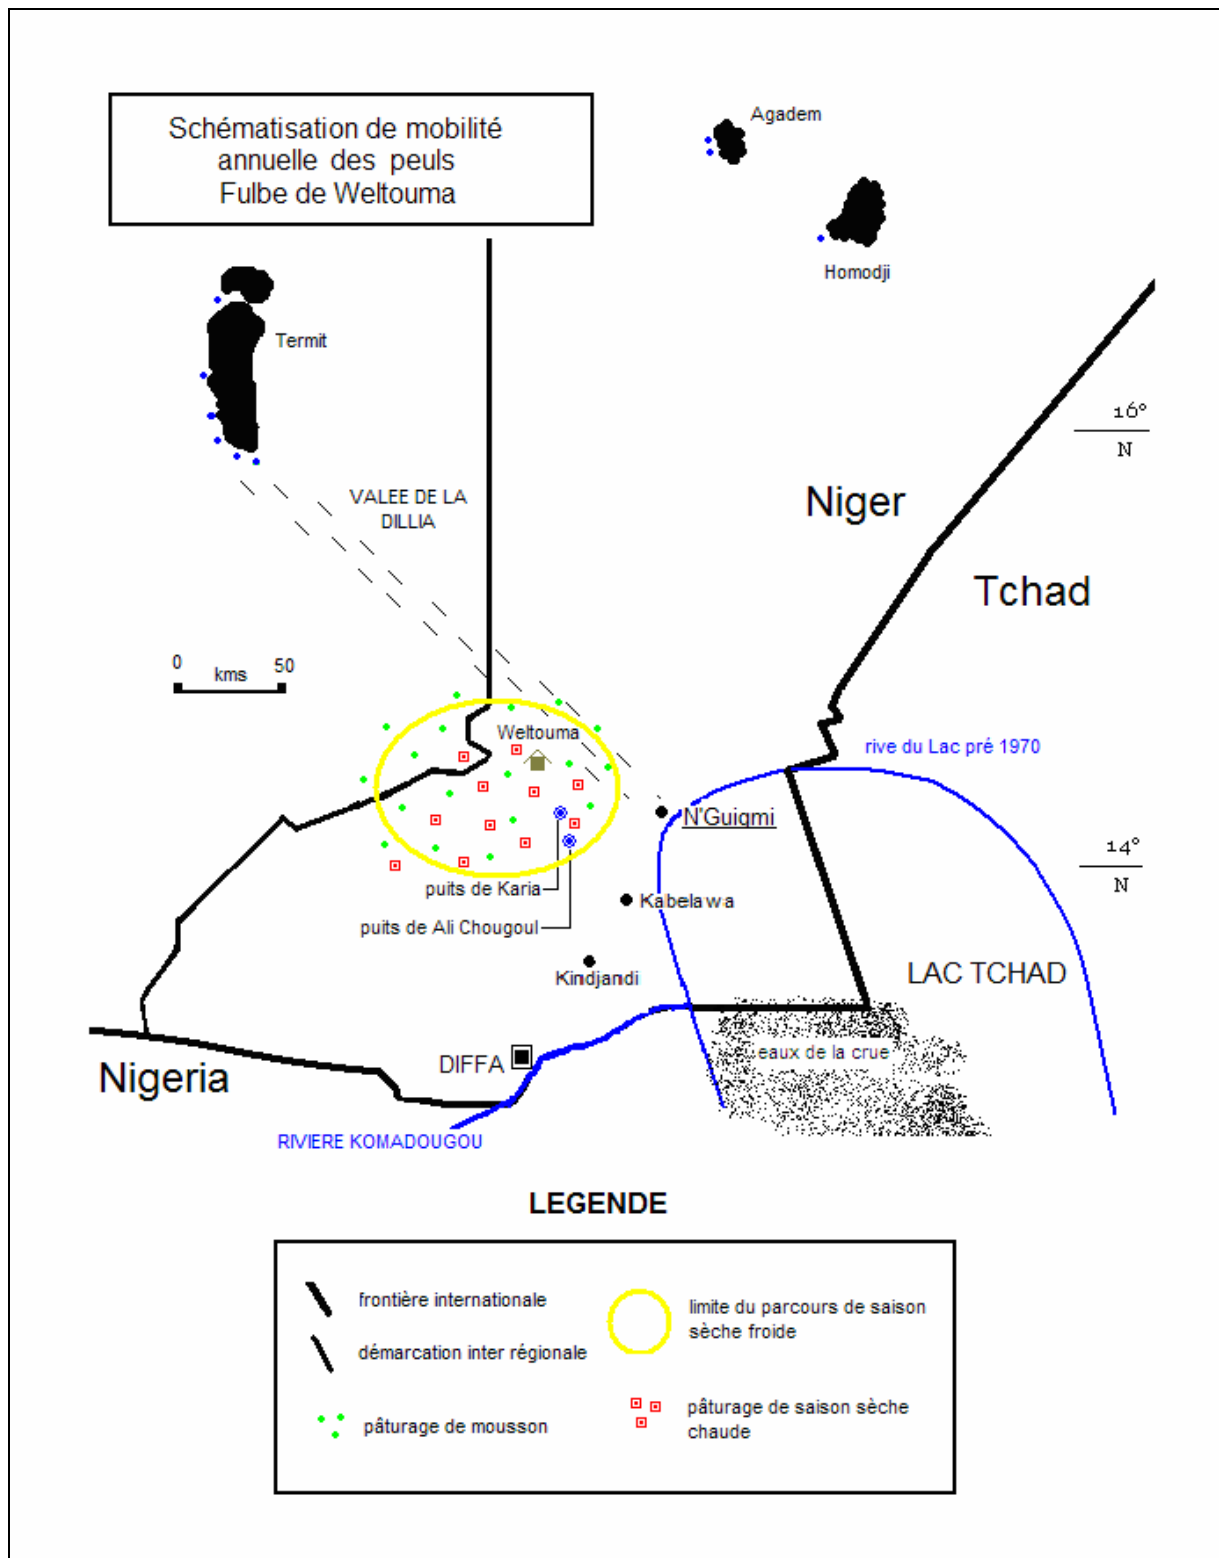 Schématisation de mobilité
annuelle des peuls
Fulbe de Weltouma
Agadem
Homodji
Termit
16°
N
VALEE DE LA
DILLIA
Niger
Tchad
0 50
kms
Weltouma
rive du Lac pré 1970
N'Guigmi
14°
N
puits de Karia
Kabelawa
puits de Ali Chougoul
Kindjandi
LAC TCHAD
eaux de la crue
DIFFA
Nigeria
RIVIERE KOMADOUGOU
LEGENDE
frontière internationale
démarcation inter régionale
pâturage de mousson
limite du parcours de saison
sèche froide
pâturage de saison sèche
chaude